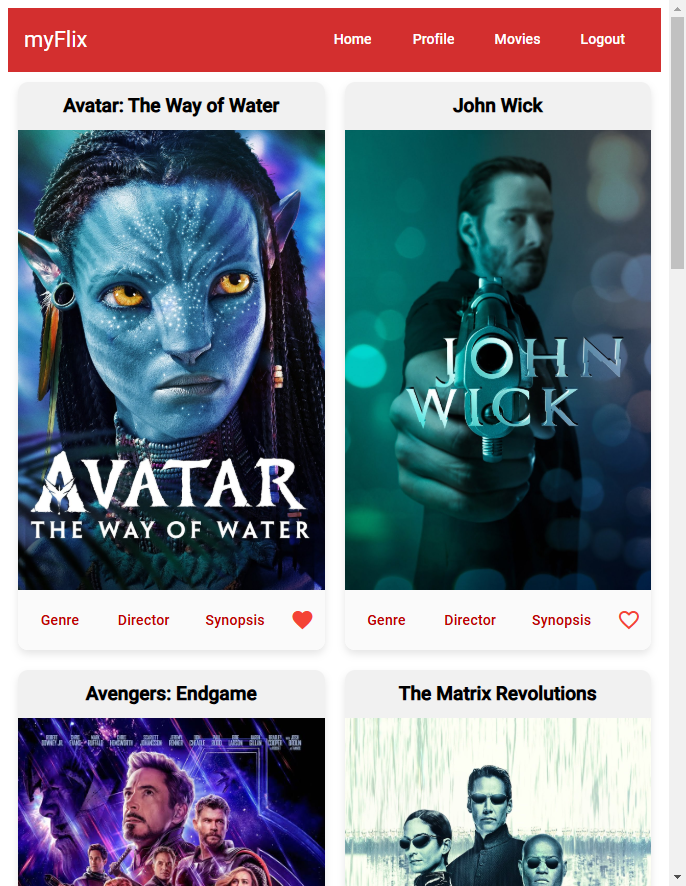 myFlix
Home Profile Movies Logout
Avatar: The Way of Water
John Wick
AVATAR
THE WAY OF WATER
JOHN
WICK
Genre Director Synopsis
Genre Director Synopsis
Avengers: Endgame
The Matrix Revolutions